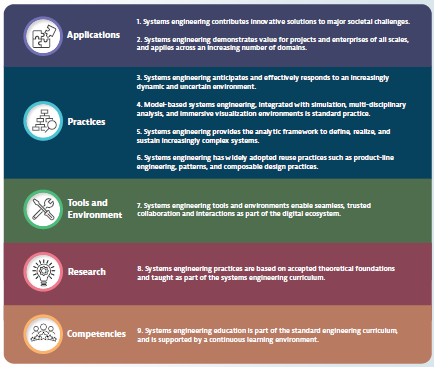 Applications
1. Systems engineering contributes innovative solutions to major societal challenges.
2. Systems engineering demonstrates value for projects and enterprises of all scales,
and applies across an increasing number of domains.
Practices
3. Systems engineering anticipates and effectively responds to an increasingly
dynamic and uncertain environment.
4. Model-based systems engineering, integrated with simulation, multi-disciplinary
analysis, and immersive visualization environments is standard practice.
5. Systems engineering provides the analytic framework to define, realize, and
sustain increasingly complex systems.
6. Systems engineering has widely adopted reuse practices such as product-line
engineering, patterns, and composable design practices.
Tools and
Environment
7. Systems engineering tools and environments enable seamless, trusted
collaboration and interactions as part of the digital ecosystem.
Research
8. Systems engineering practices are based on accepted theoretical foundations
and taught as part of the systems engineering curriculum.
Competencies
9. Systems engineering education is part of the standard engineering curriculum,
and is supported by a continuous learning environment.